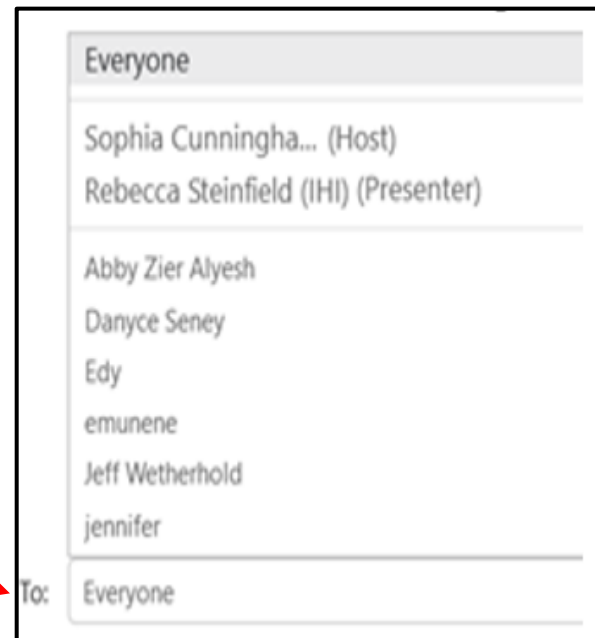 Everyone
Sophia Cunningha... (Host)
Rebecca Steinfield (IHI) (Presenter)
Abby Zier Alyesh
Danyce Seney
Edy
emunene
Jeff Wetherhold
jennifer
To: Everyone